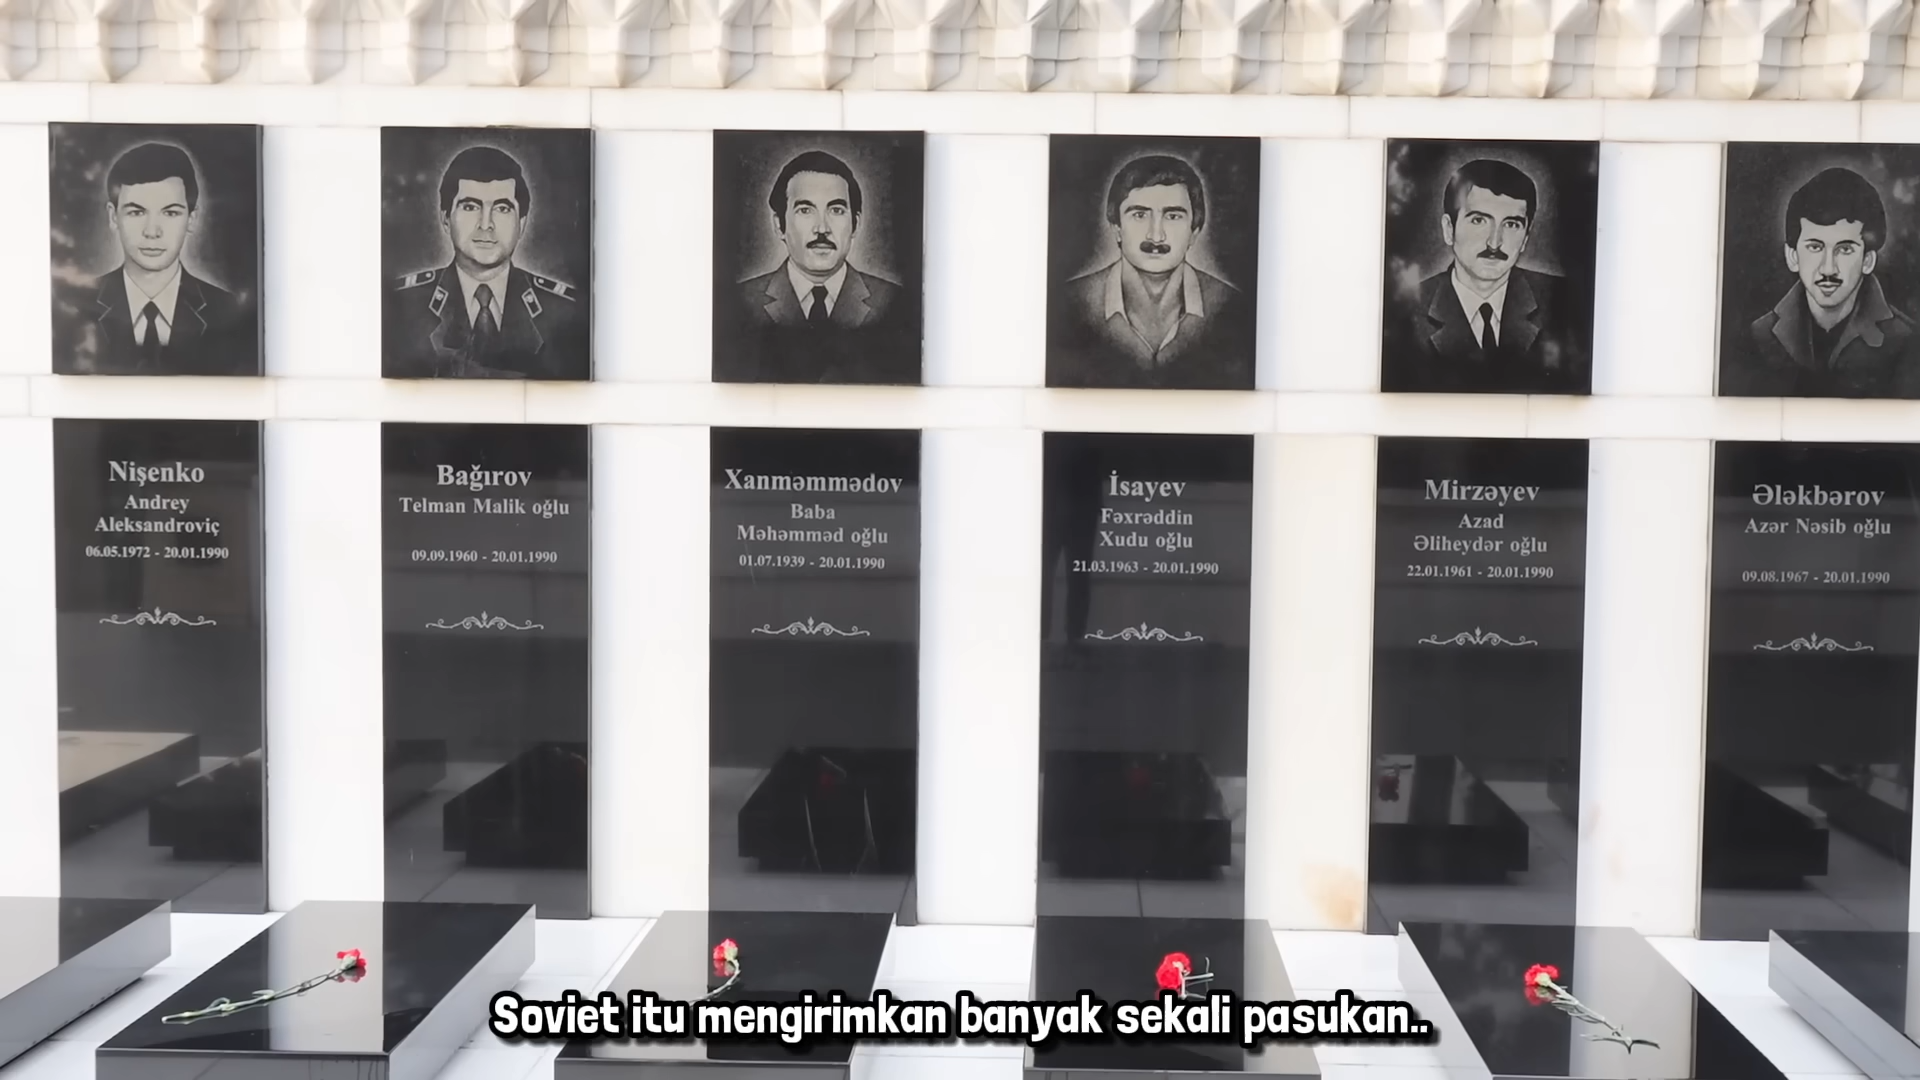 Nişenko
Andrey
Aleksandroviç
06.05.1972 - 20.01.1990
Bağırov
Telman Malik oğlu
09.09.1960 - 20.01.1990
Xanməmmədov
Baba
Məhəmməd oğlu
01.07.1939 - 20.01.1990
İsayev
Fəxrəddin
Xudu oğlu
21.03.1963 - 20.01.1990
Mirzəyev
Azad
Əliheydər oğlu
22.01.1961 - 20.01.1990
Ələkbərov
Azər Nəsib oğlu
09.08.1967 - 20.01.1990
Soviet itu mengirimkan banyak sekali pasukan..